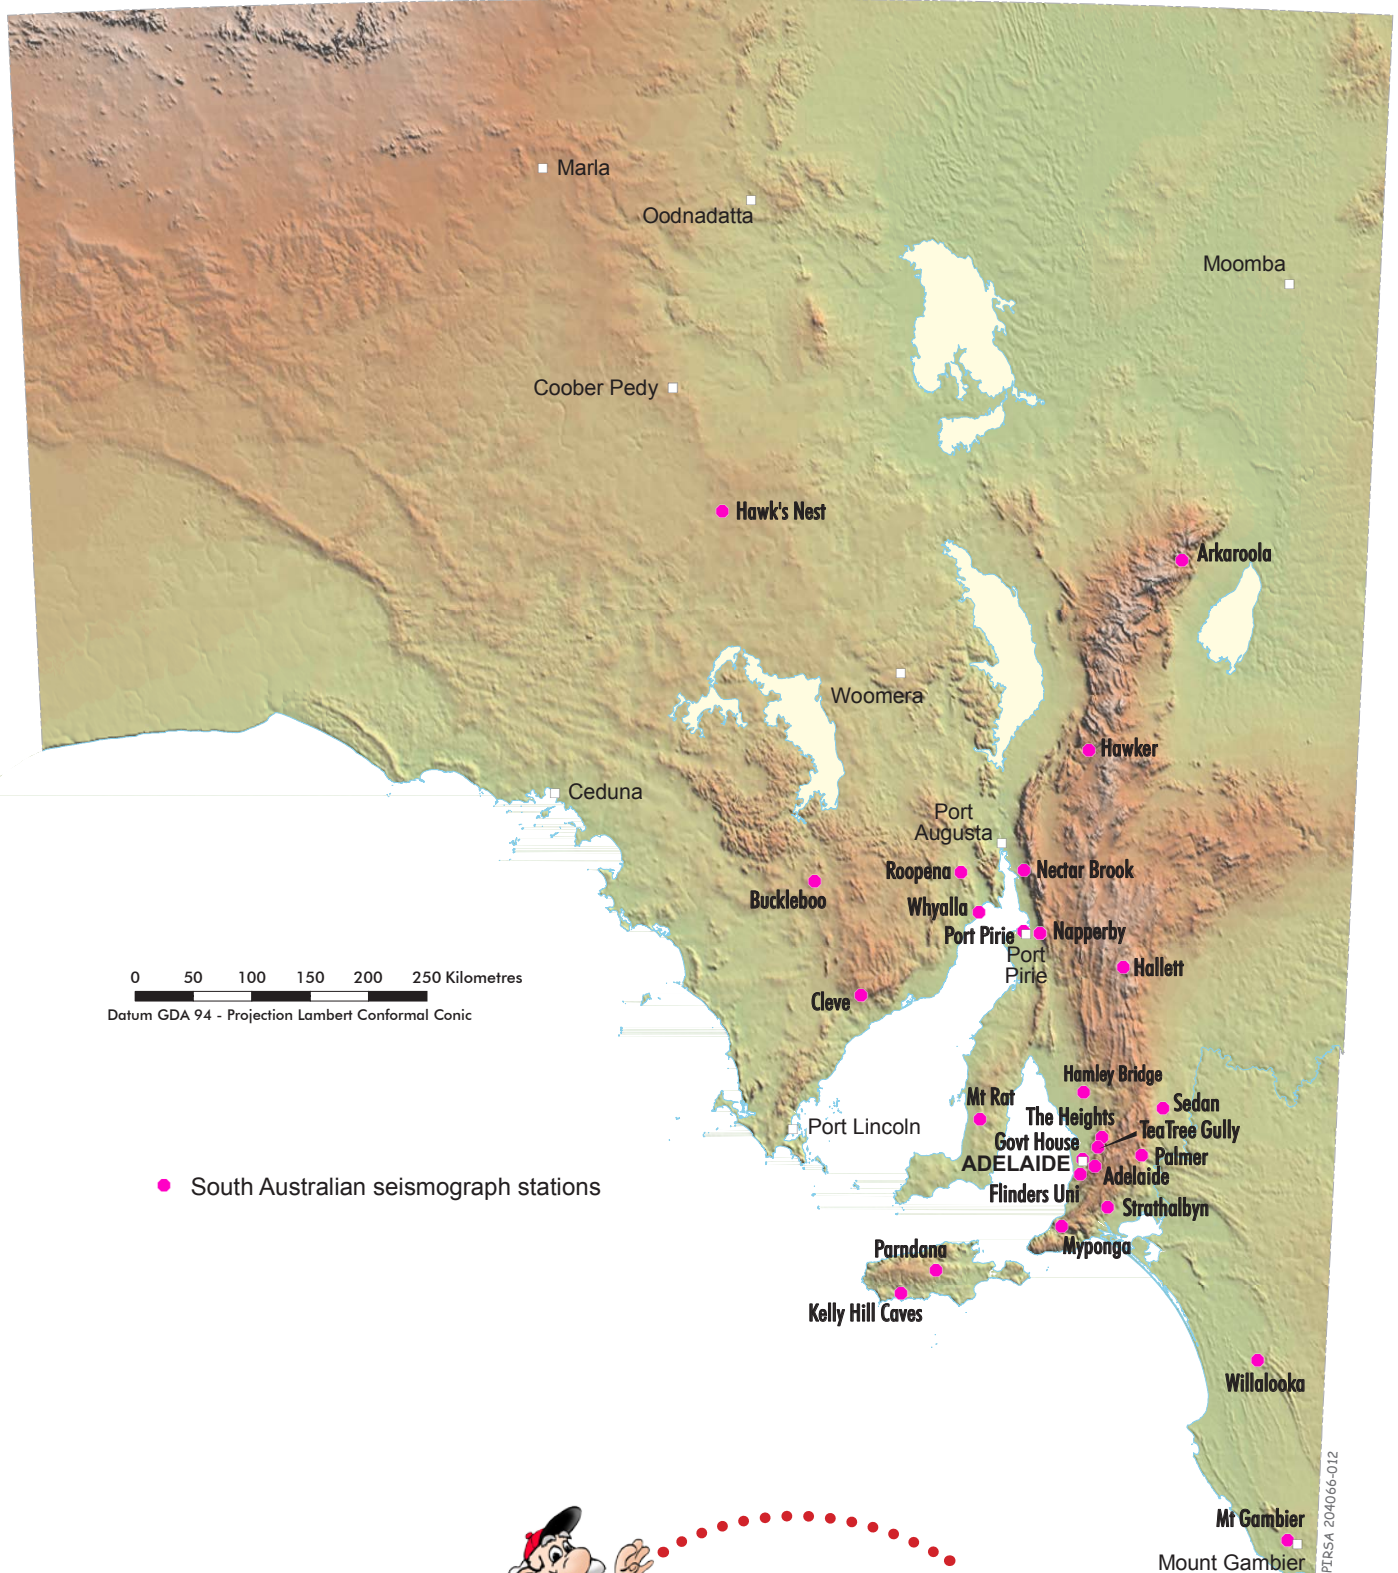 Marla
Oodnadatta
Moomba
Coober Pedy
Hawk's Nest
Arkaroola
Woomera
Hawker
Ceduna
Port
Augusta
Roopena
Nectar Brook
Buckleboo
Whyalla
Port Pirie
Napperby
Port
Pirie
Hallett
0 50 100 150 200 250 Kilometres
Datum GDA 94 - Projection Lambert Conformal Conic
Cleve
Hamley Bridge
Mt Rat
Sedan
The Heights
Port Lincoln
TeaTree Gully
Govt House
Palmer
ADELAIDE
Adelaide
South Australian seismograph stations
Flinders Uni
Strathalbyn
Myponga
Parndana
Kelly Hill Caves
Willalooka
Mt Gambier
Mount Gambier
PIRSA 204066-012